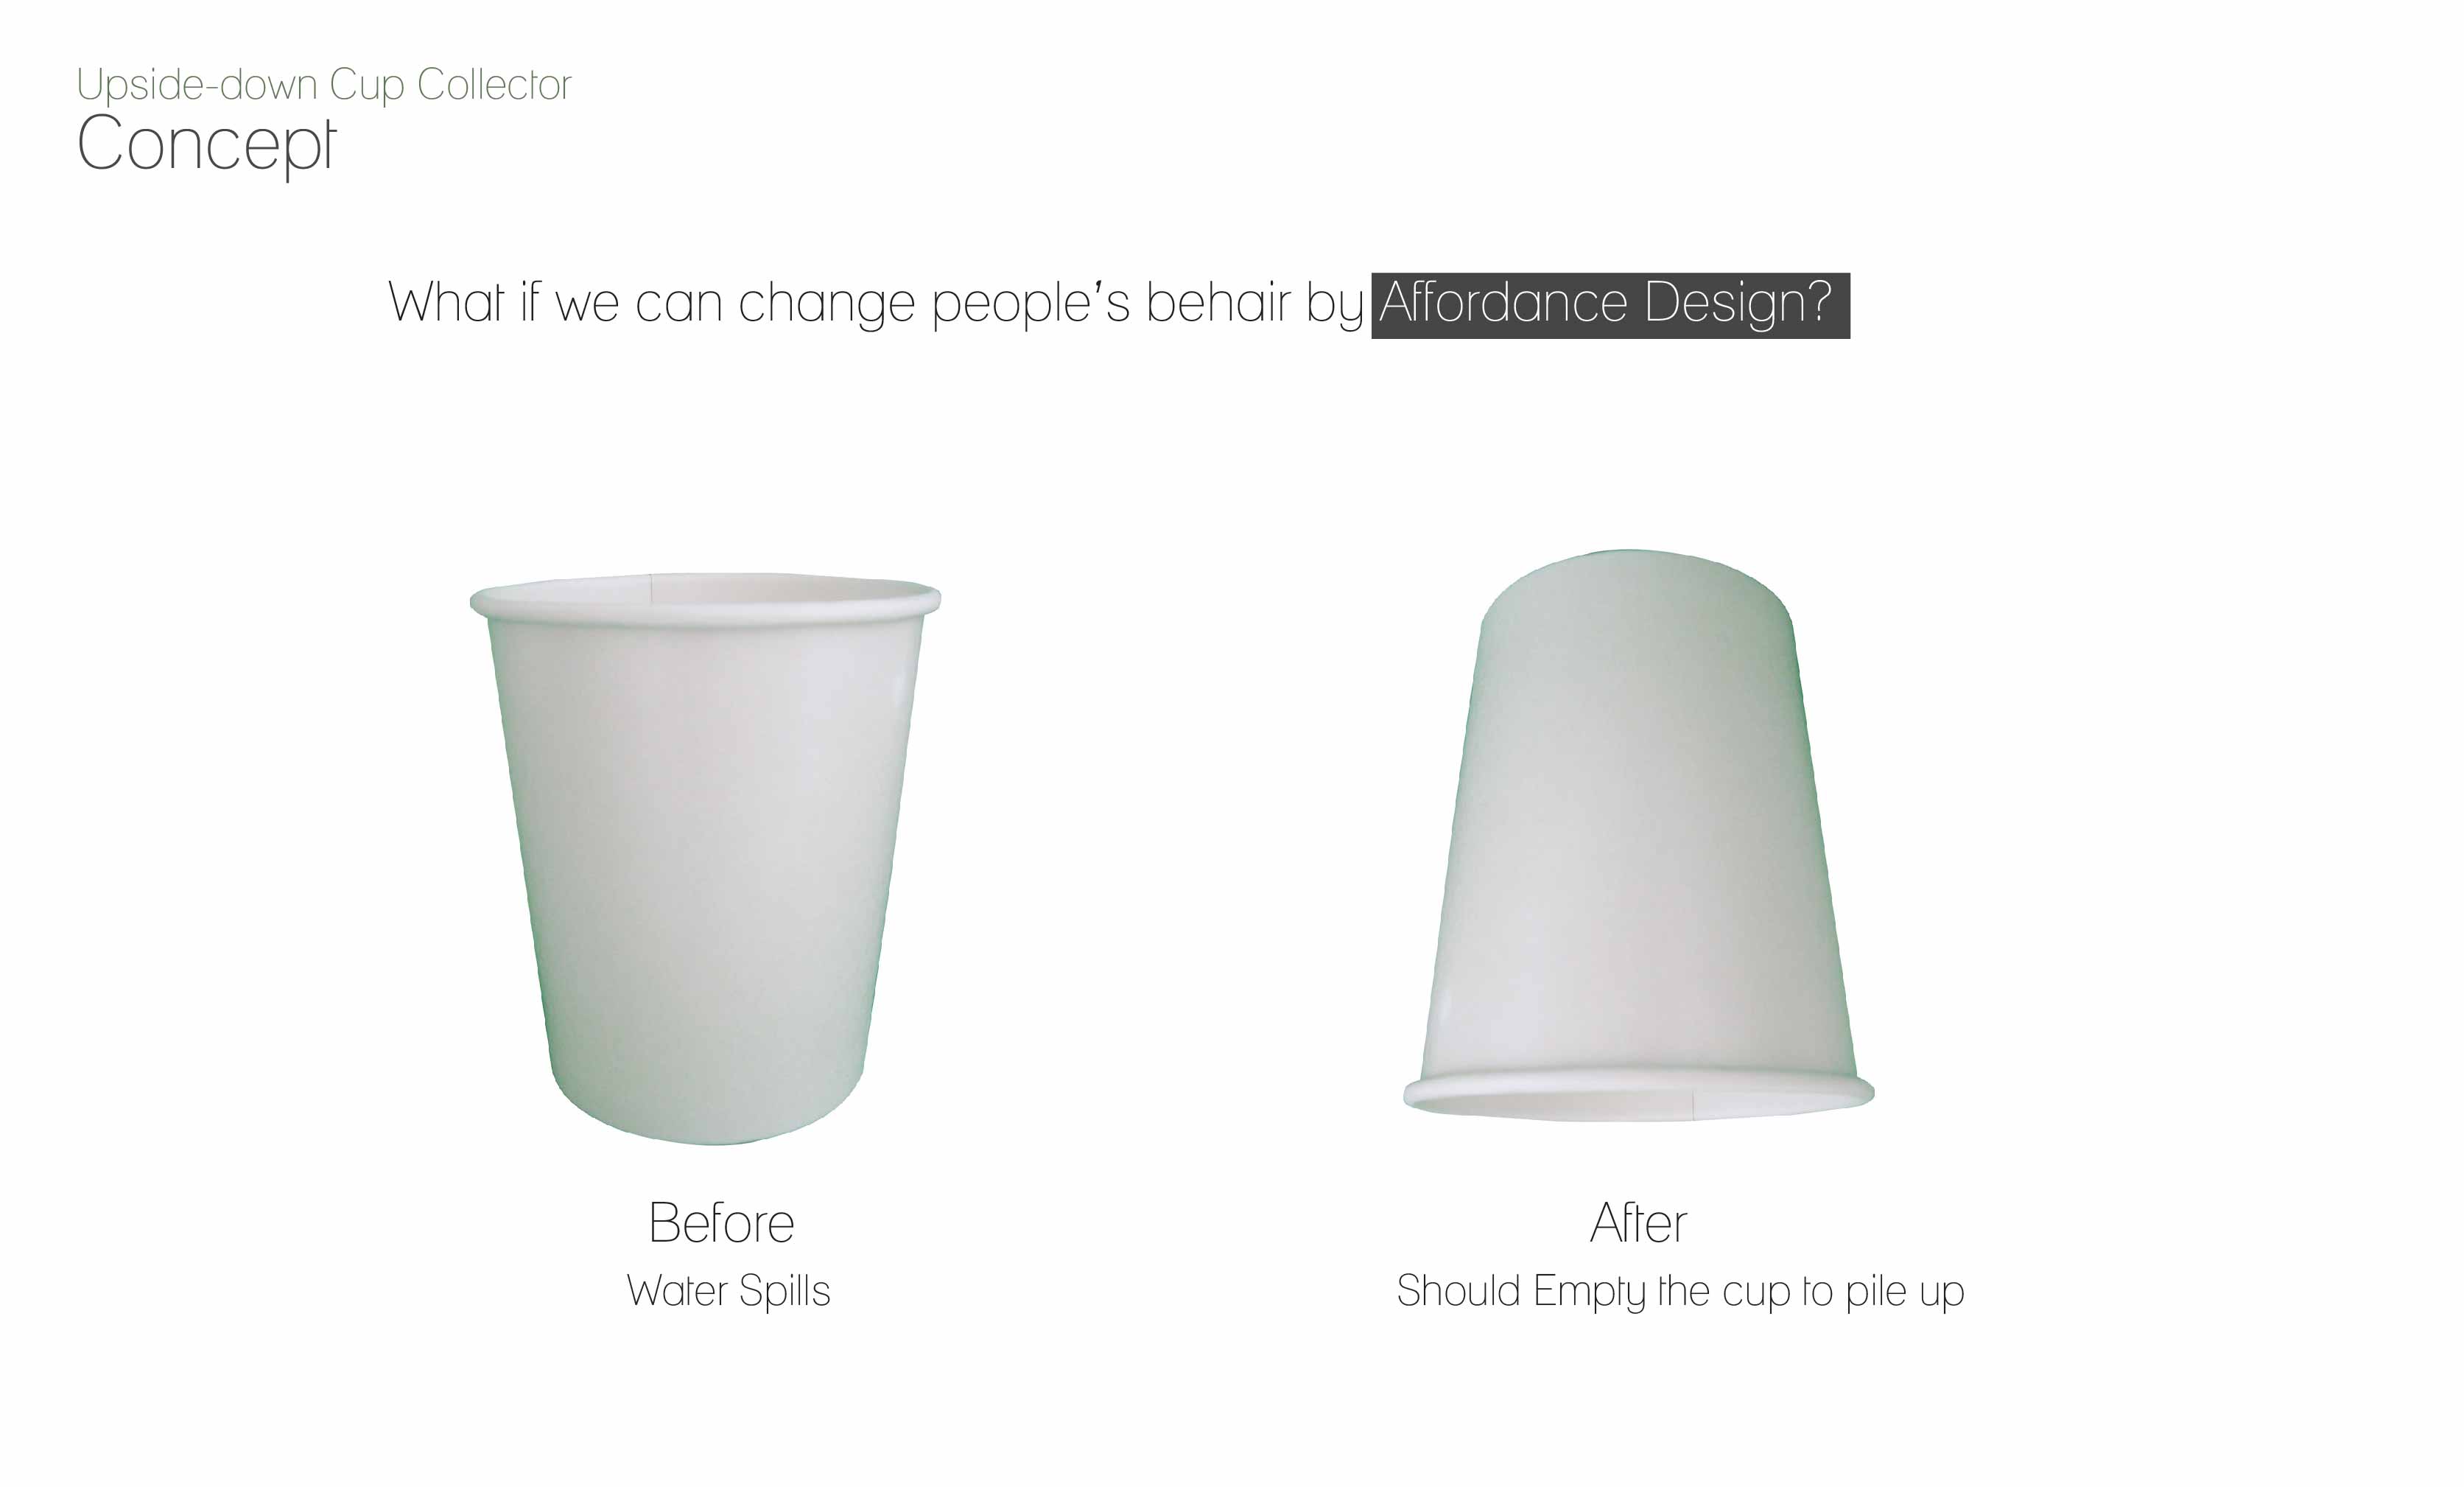 Upside-down Cup Collector
Concept
What if we can change people's behair by Affordance Design?
Before
Water Spills
After
Should Empty the cup to pile up